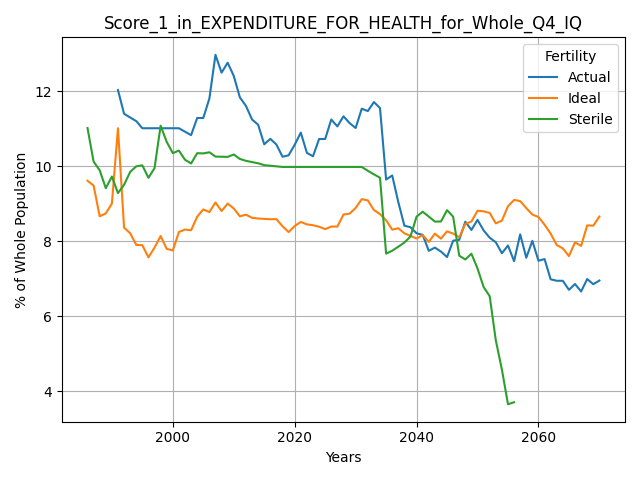 Score_1_in_EXPENDITURE_FOR_HEALTH_for_Whole_Q4_IQ
Fertility
Actual
Ideal
Sterile
% of Whole Population
12
10
8
6
4
2000
2020
2040
2060
Years